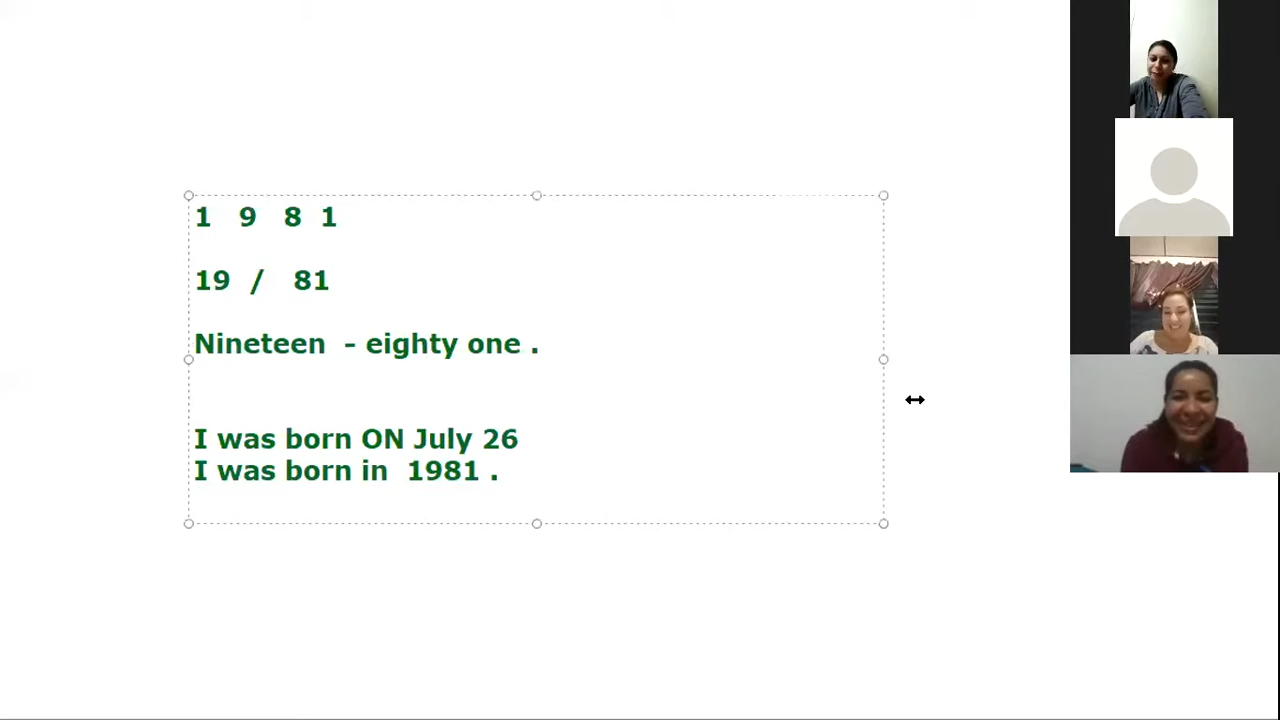 1 9 8 1
19 / 81
Nineteen - eighty one .
I was born ON July 26
I was born in 1981 .